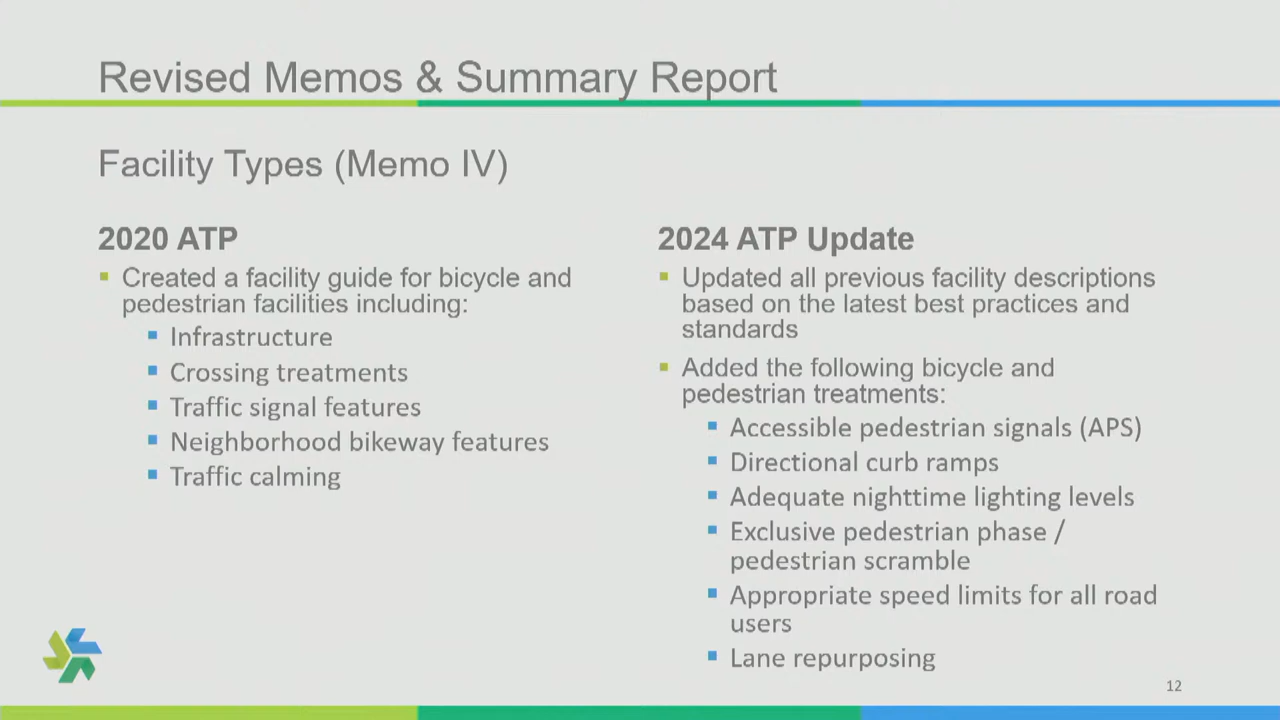 Revised Memos & Summary Report
Facility Types (Memo IV)
2020 ATP
Created a facility guide for bicycle and
pedestrian facilities including:
Infrastructure
Crossing treatments
Traffic signal features
Neighborhood bikeway features
Traffic calming
2024 ATP Update
Updated all previous facility descriptions
based on the latest best practices and
standards
Added the following bicycle and
pedestrian treatments:
Accessible pedestrian signals (APS)
Directional curb ramps
Adequate nighttime lighting levels
Exclusive pedestrian phase /
pedestrian scramble
Appropriate speed limits for all road
users
Lane repurposing
12